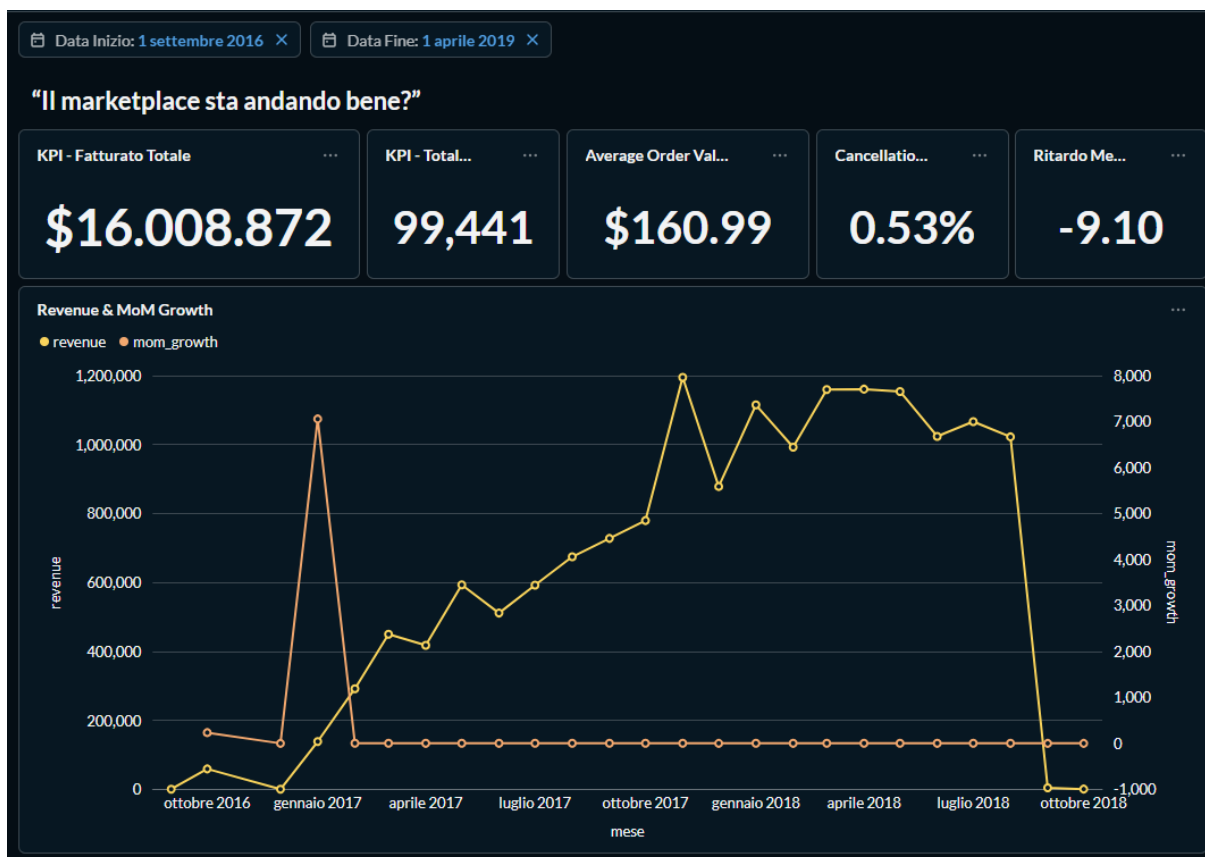 Data Inizio: 1 settembre 2016 ×
Data Fine: 1 aprile 2019 ×
“Il marketplace sta andando bene?”
KPI - Fatturato Totale ...
$16.008.872
KPI - Total... ...
99,441
Average Order Val... ...
$160.99
Cancellatio... ...
0.53%
Ritardo Me... ...
-9.10
Revenue & MoM Growth ...
revenue mom_growth
1,200,000
1,000,000
800,000
600,000
400,000
200,000
0
revenue
8,000
7,000
6,000
5,000
4,000
3,000
2,000
1,000
0
-1,000
mom_growth
ottobre 2016 gennaio 2017 aprile 2017 luglio 2017 ottobre 2017 gennaio 2018 aprile 2018 luglio 2018 ottobre 2018
mese